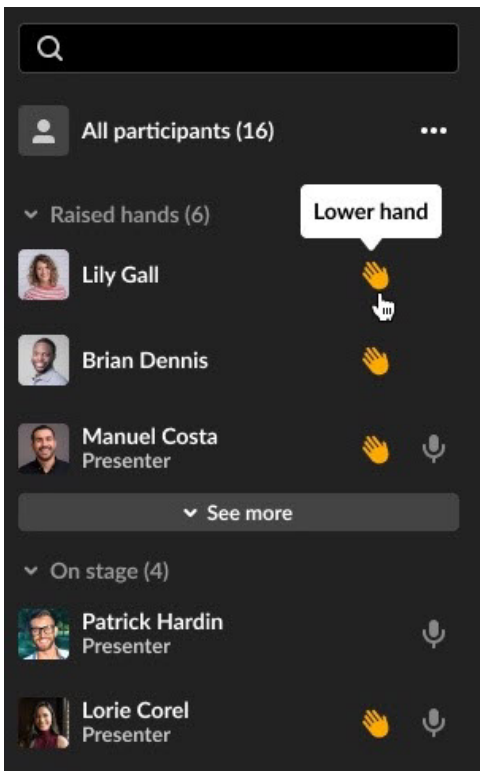 All participants (16)
Raised hands (6)
Lower hand
Lily Gall
Brian Dennis
Manuel Costa
Presenter
See more
On stage (4)
Patrick Hardin
Presenter
Lorie Corel
Presenter